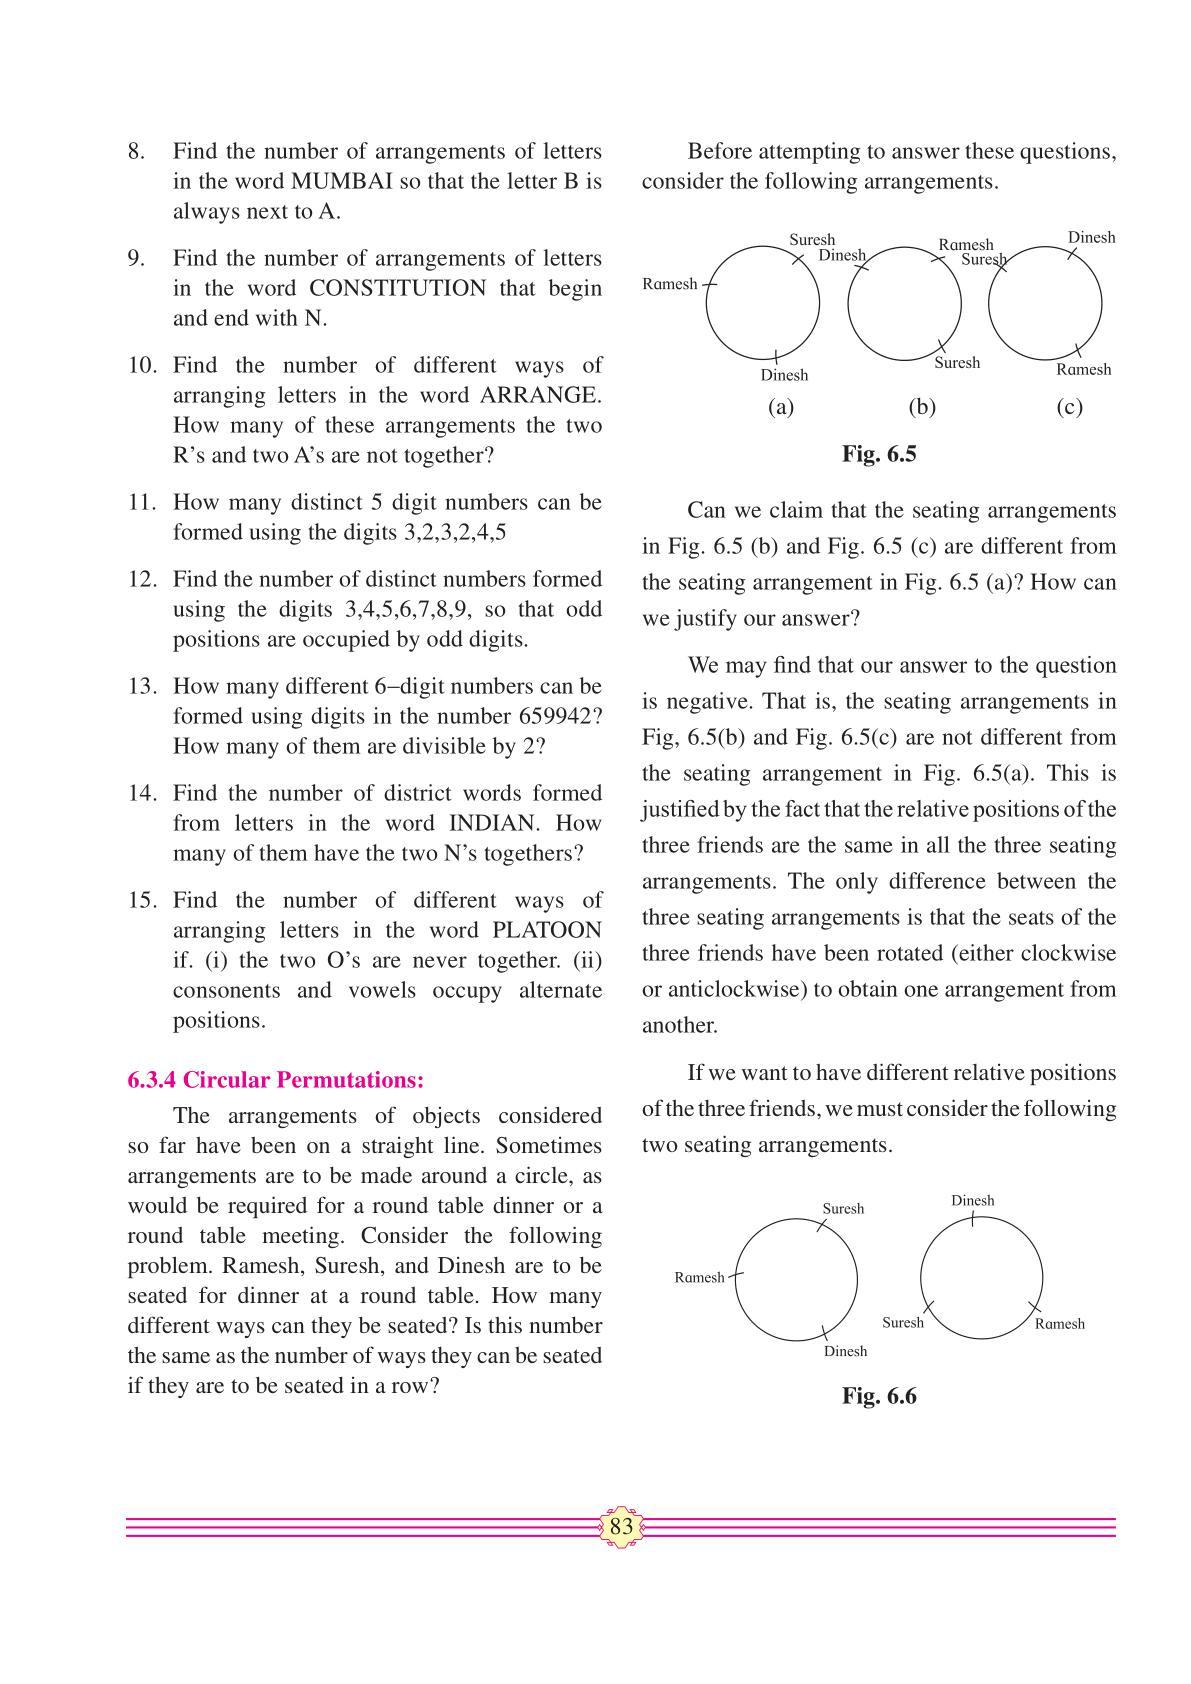 8. Find the number of arrangements of letters
in the word MUMBAI so that the letter B is
always next to A.
9. Find the number of arrangements of letters
in the word CONSTITUTION that begin
and end with N.
10. Find the number of different ways of
arranging letters in the word ARRANGE.
How many of these arrangements the two
R’s and two A’s are not together?
11. How many distinct 5 digit numbers can be
formed using the digits 3,2,3,2,4,5
12. Find the number of distinct numbers formed
using the digits 3,4,5,6,7,8,9, so that odd
positions are occupied by odd digits.
13. How many different 6–digit numbers can be
formed using digits in the number 659942?
How many of them are divisible by 2?
14. Find the number of district words formed
from letters in the word INDIAN. How
many of them have the two N’s togethers?
15. Find the number of different ways of
arranging letters in the word PLATOON
if. (i) the two O’s are never together. (ii)
consonents and vowels occupy alternate
positions.
6.3.4 Circular Permutations:
The arrangements of objects considered
so far have been on a straight line. Sometimes
arrangements are to be made around a circle, as
would be required for a round table dinner or a
round table meeting. Consider the following
problem. Ramesh, Suresh, and Dinesh are to be
seated for dinner at a round table. How many
different ways can they be seated? Is this number
the same as the number of ways they can be seated
if they are to be seated in a row?
Before attempting to answer these questions,
consider the following arrangements.
Suresh
Ramesh
Dinesh
Dinesh
Ramesh
Suresh
Suresh
Dinesh
Ramesh
(a) (b) (c)
Fig. 6.5
Can we claim that the seating arrangements
in Fig. 6.5 (b) and Fig. 6.5 (c) are different from
the seating arrangement in Fig. 6.5 (a)? How can
we justify our answer?
We may find that our answer to the question
is negative. That is, the seating arrangements in
Fig, 6.5(b) and Fig. 6.5(c) are not different from
the seating arrangement in Fig. 6.5(a). This is
justified by the fact that the relative positions of the
three friends are the same in all the three seating
arrangements. The only difference between the
three seating arrangements is that the seats of the
three friends have been rotated (either clockwise
or anticlockwise) to obtain one arrangement from
another.
If we want to have different relative positions
of the three friends, we must consider the following
two seating arrangements.
Suresh
Ramesh
Dinesh
Dinesh
Suresh
Ramesh
Fig. 6.6
83